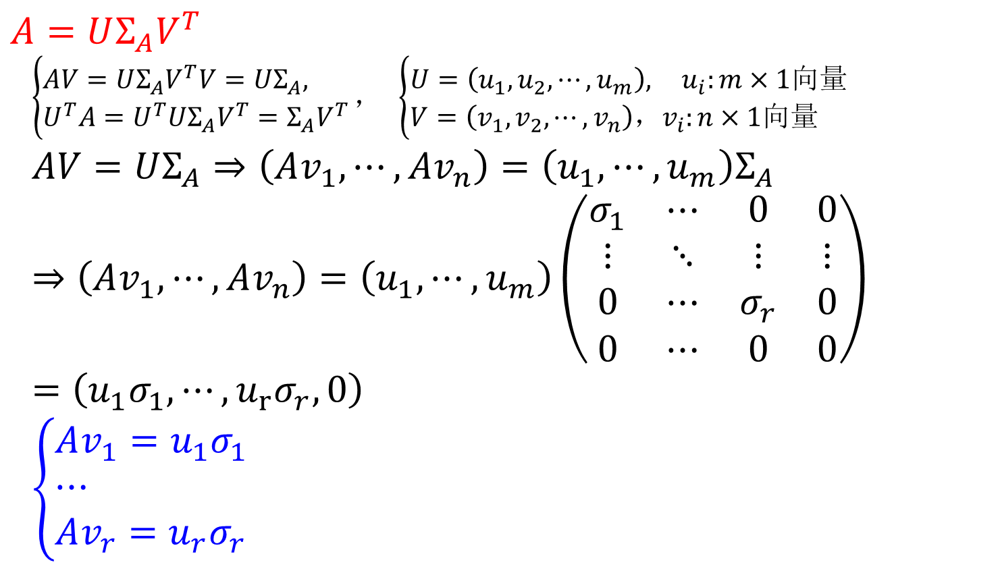 A = UΣ_A V^T
{AV = UΣ_A V^T V = UΣ_A, {U = (u_1, u_2, ⋯, u_m), u_i: m × 1向量
{U^T A = U^T UΣ_A V^T = Σ_A V^T, {V = (v_1, v_2, ⋯, v_n), v_i: n × 1向量
AV = UΣ_A ⇒ (Av_1, ⋯, Av_n) = (u_1, ⋯, u_m)Σ_A
⇒ (Av_1, ⋯, Av_n) = (u_1, ⋯, u_m)
σ_1 ⋯ 0 0
⋮ ⋱ ⋮ ⋮
0 ⋯ σ_r 0
0 ⋯ 0 0
= (u_1σ_1, ⋯, u_rσ_r, 0)
Av_1 = u_1σ_1
⋯
Av_r = u_rσ_r